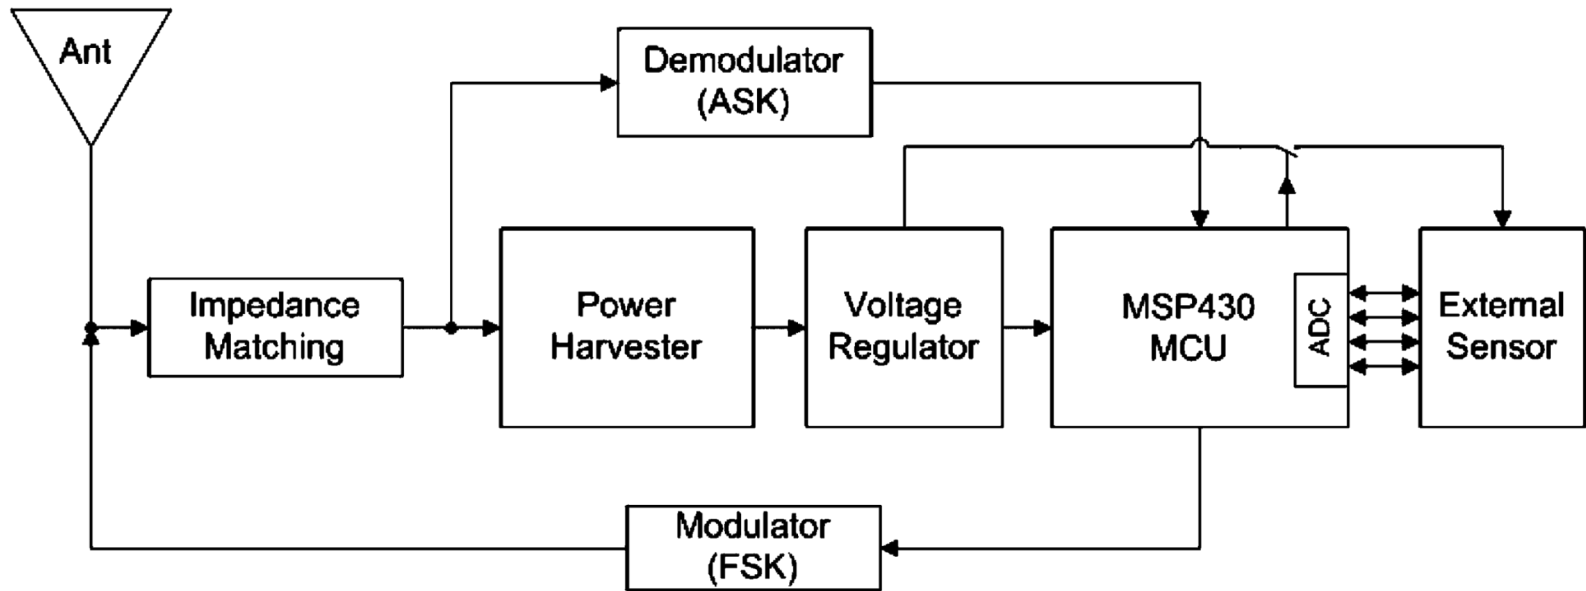 Ant
Demodulator
(ASK)
Impedance
Matching
Power
Harvester
Voltage
Regulator
MSP430
MCU
ADC
External
Sensor
Modulator
(FSK)